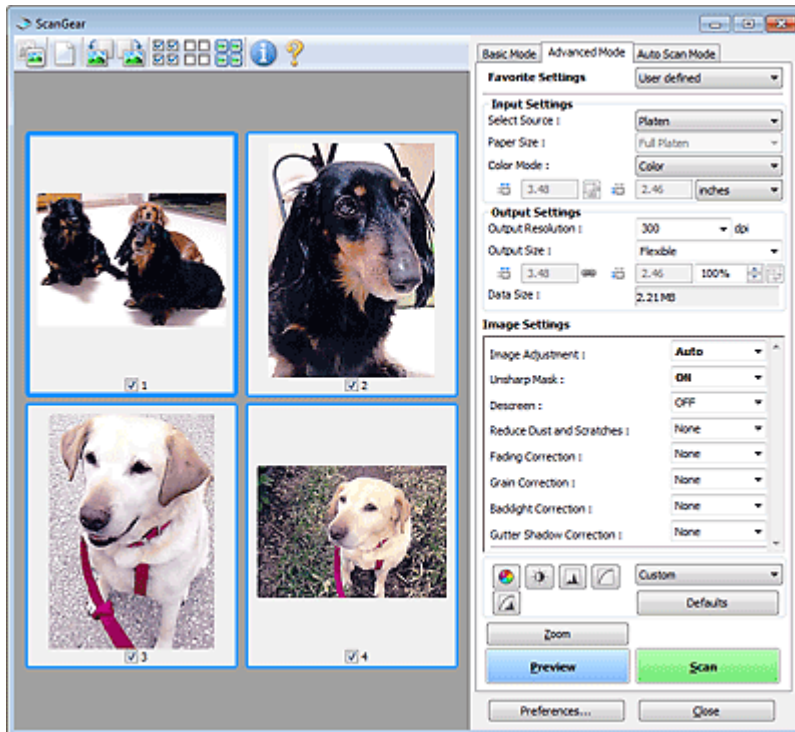 ScanGear
Basic Mode Advanced Mode Auto Scan Mode
Favorite Settings User defined
Input Settings
Select Source : Platen
Paper Size : Full Platen
Color Mode : Color
3.48 2.46 inches
Output Settings
Output Resolution : 300 dpi
Output Size : Flexible
3.48 2.46 100%
Data Size : 2.21 MB
Image Settings
Image Adjustment : Auto
Unsharp Mask : ON
Descreen : OFF
Reduce Dust and Scratches : None
Fading Correction : None
Grain Correction : None
Backlight Correction : None
Gutter Shadow Correction : None
Custom
Defaults
Zoom
Preview Scan
Preferences... Close
1
2
3
4